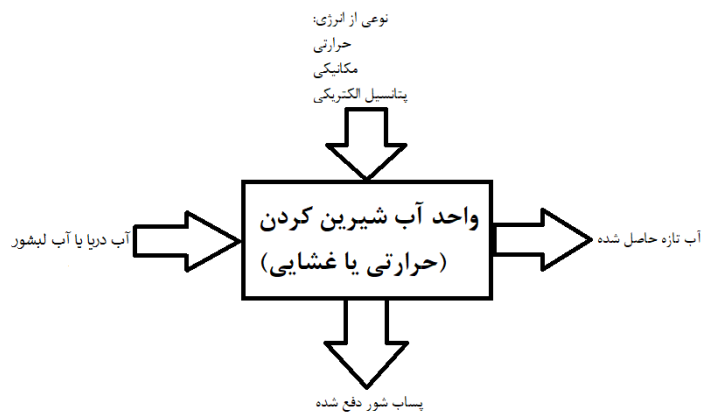 نوعی از انرژی:
حرارتی
مکانیکی
پتانسیل الکتریکی
واحد آب شیرین کردن
(حرارتی یا غشایی)
آب دریا یا آب لبشور
آب تازه حاصل شده
پساب شور دفع شده